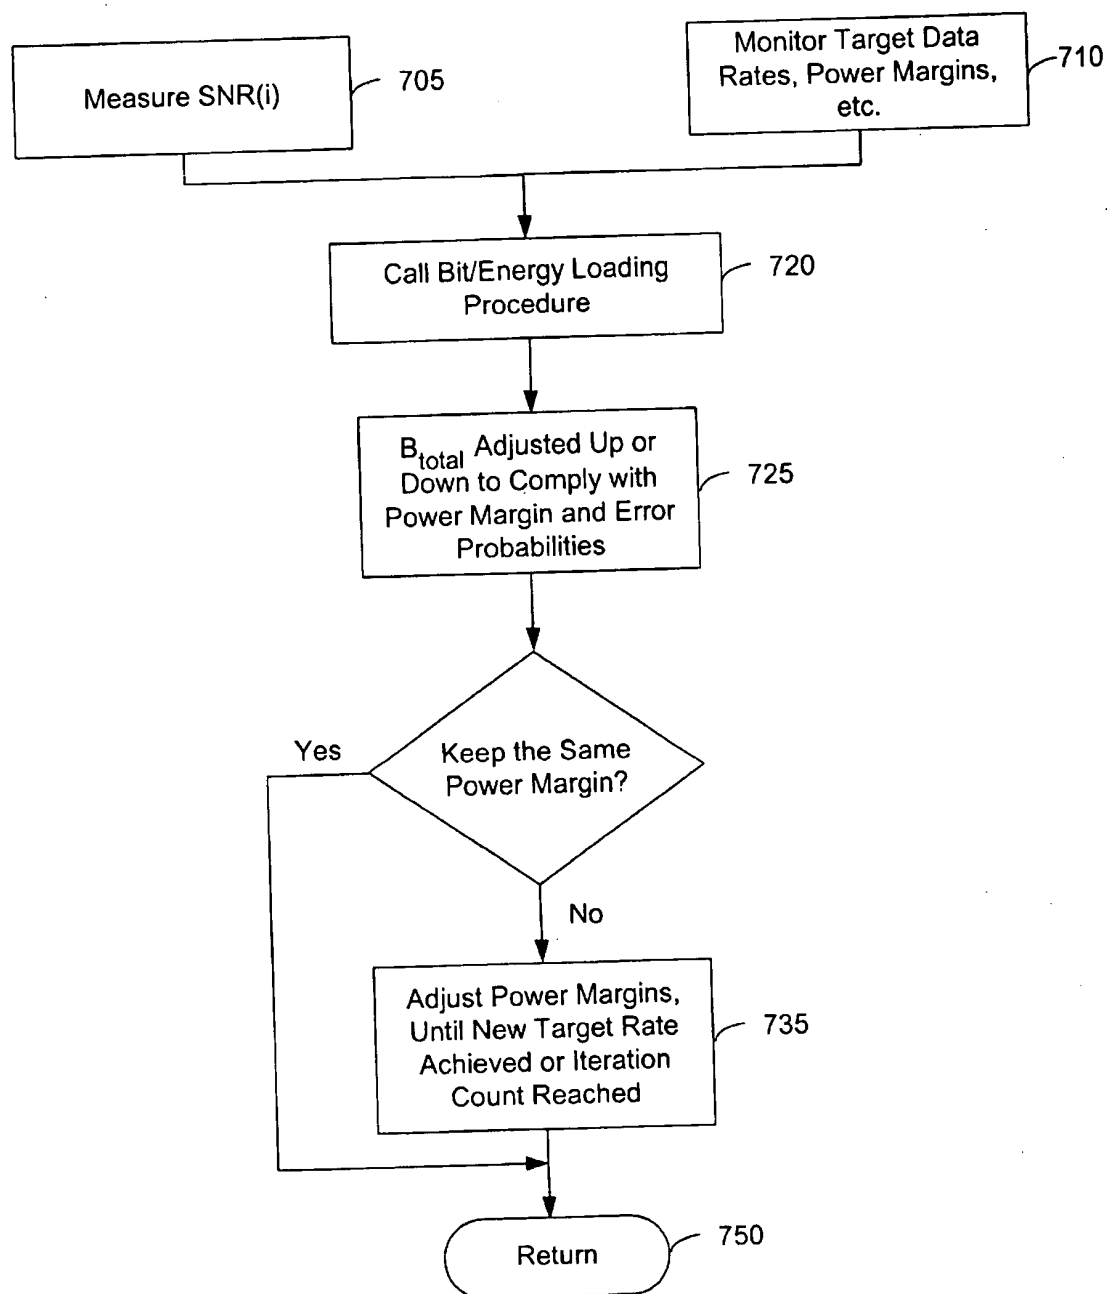 Measure SNR(i)
705
Monitor Target Data
Rates, Power Margins,
etc.
710
Call Bit/Energy Loading
Procedure
720
B_total Adjusted Up or
Down to Comply with
Power Margin and Error
Probabilities
725
Yes
Keep the Same
Power Margin?
No
Adjust Power Margins,
Until New Target Rate
Achieved or Iteration
Count Reached
735
Return
750